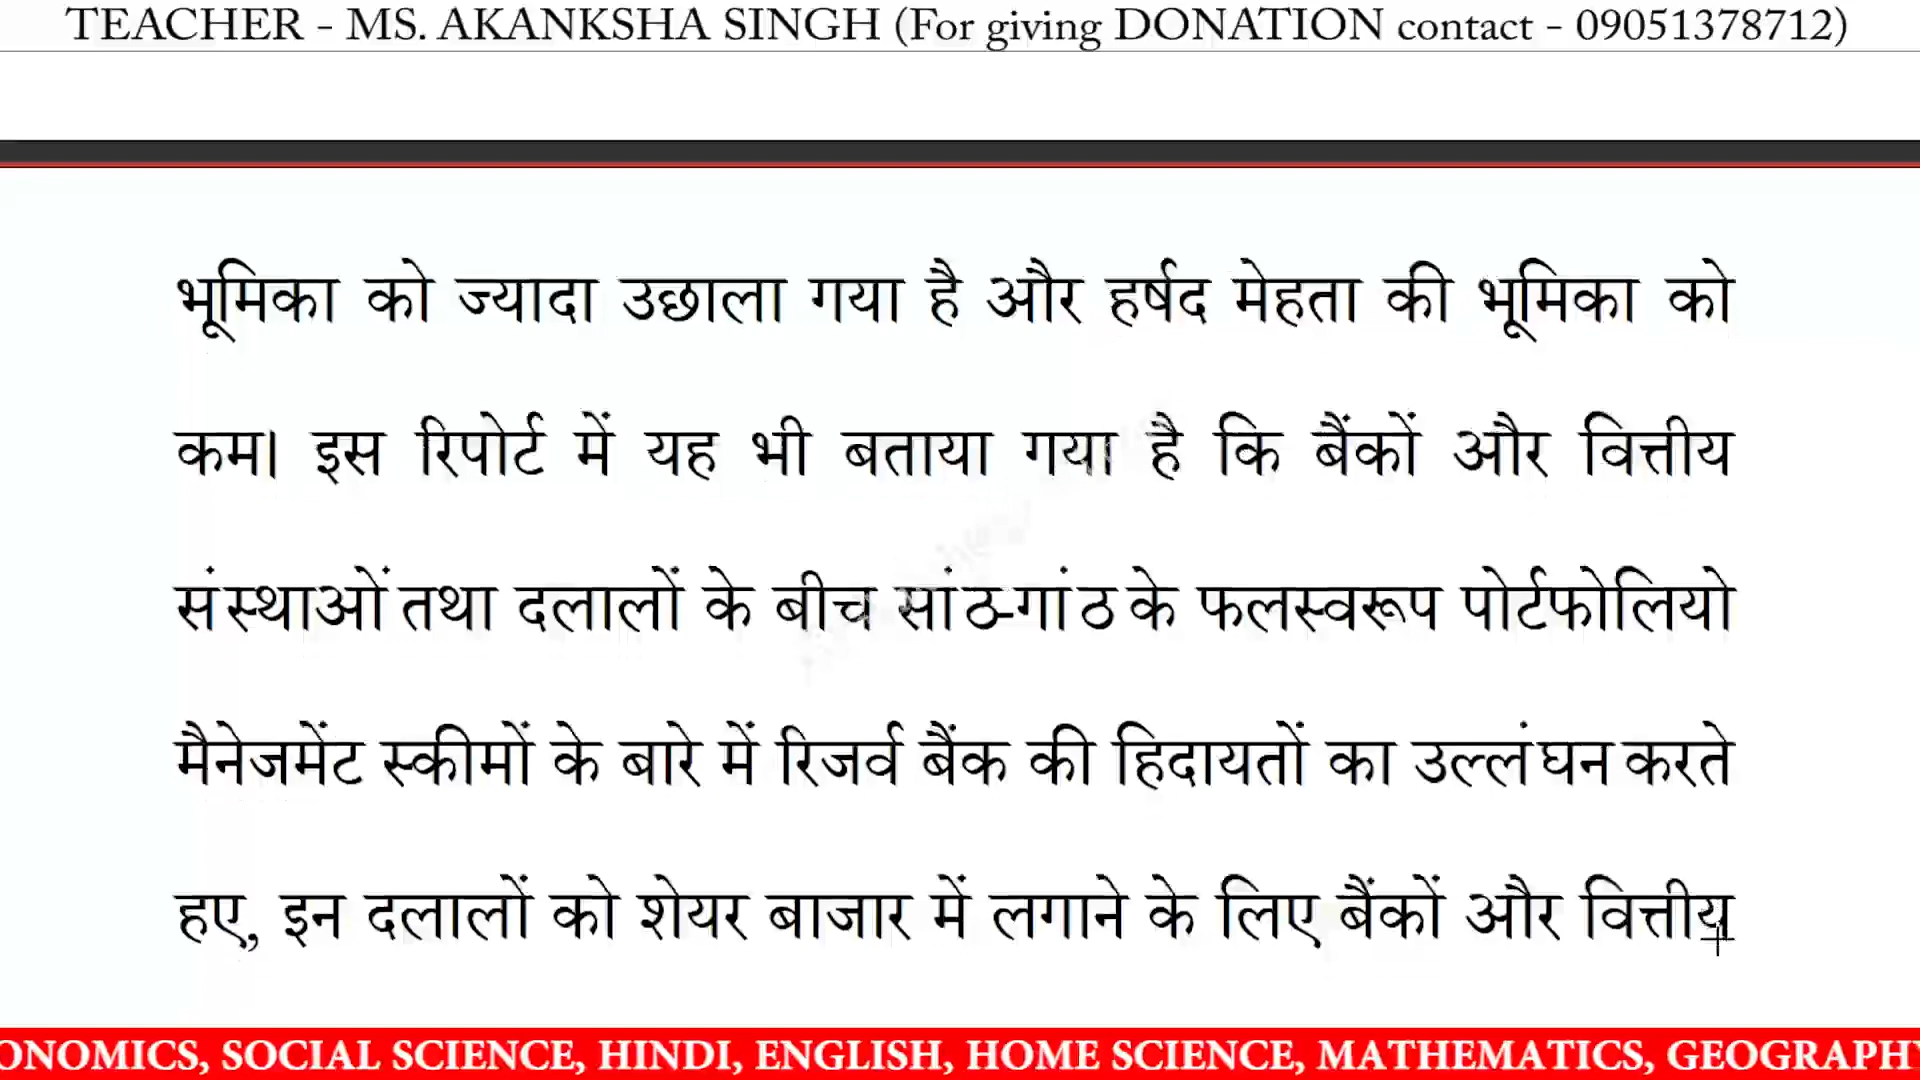 TEACHER - MS. AKANKSHA SINGH (For giving DONATION contact - 09051378712)
भूमिका को ज्यादा उछाला गया है और हर्षद मेहता की भूमिका को
कम। इस रिपोर्ट में यह भी बताया गया है कि बैंकों और वित्तीय
संस्थाओं तथा दलालों के बीच सांठ-गांठ के फलस्वरूप पोर्टफोलियो
मैनेजमेंट स्कीमों के बारे में रिजर्व बैंक की हिदायतों का उल्लंघन करते
हए, इन दलालों को शेयर बाजार में लगाने के लिए बैंकों और वित्तीय
ONOMICS, SOCIAL SCIENCE, HINDI, ENGLISH, HOME SCIENCE, MATHEMATICS, GEOGRAPHY